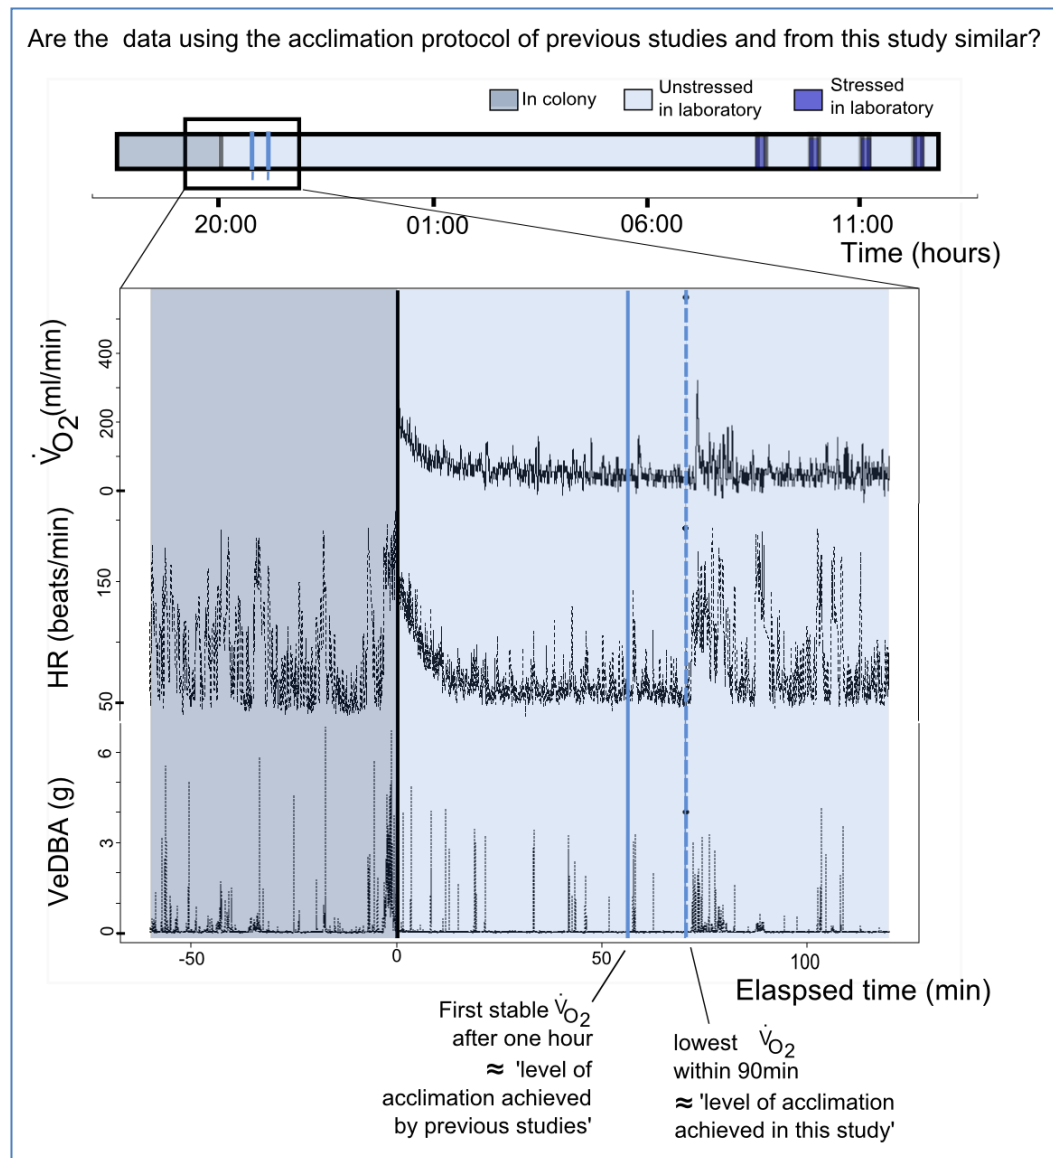 Are the data using the acclimation protocol of previous studies and from this study similar?
In colony
Unstressed
in laboratory
Stressed
in laboratory
20:00
01:00
06:00
11:00
Time (hours)
V̇O2(ml/min)
0
200
400
HR (beats/min)
50
150
VeDBA (g)
0
3
6
-50
0
50
100
Elaspsed time (min)
First stable V̇O2
after one hour
≈ 'level of
acclimation achieved
by previous studies'
lowest V̇O2
within 90min
≈ 'level of acclimation
achieved in this study'